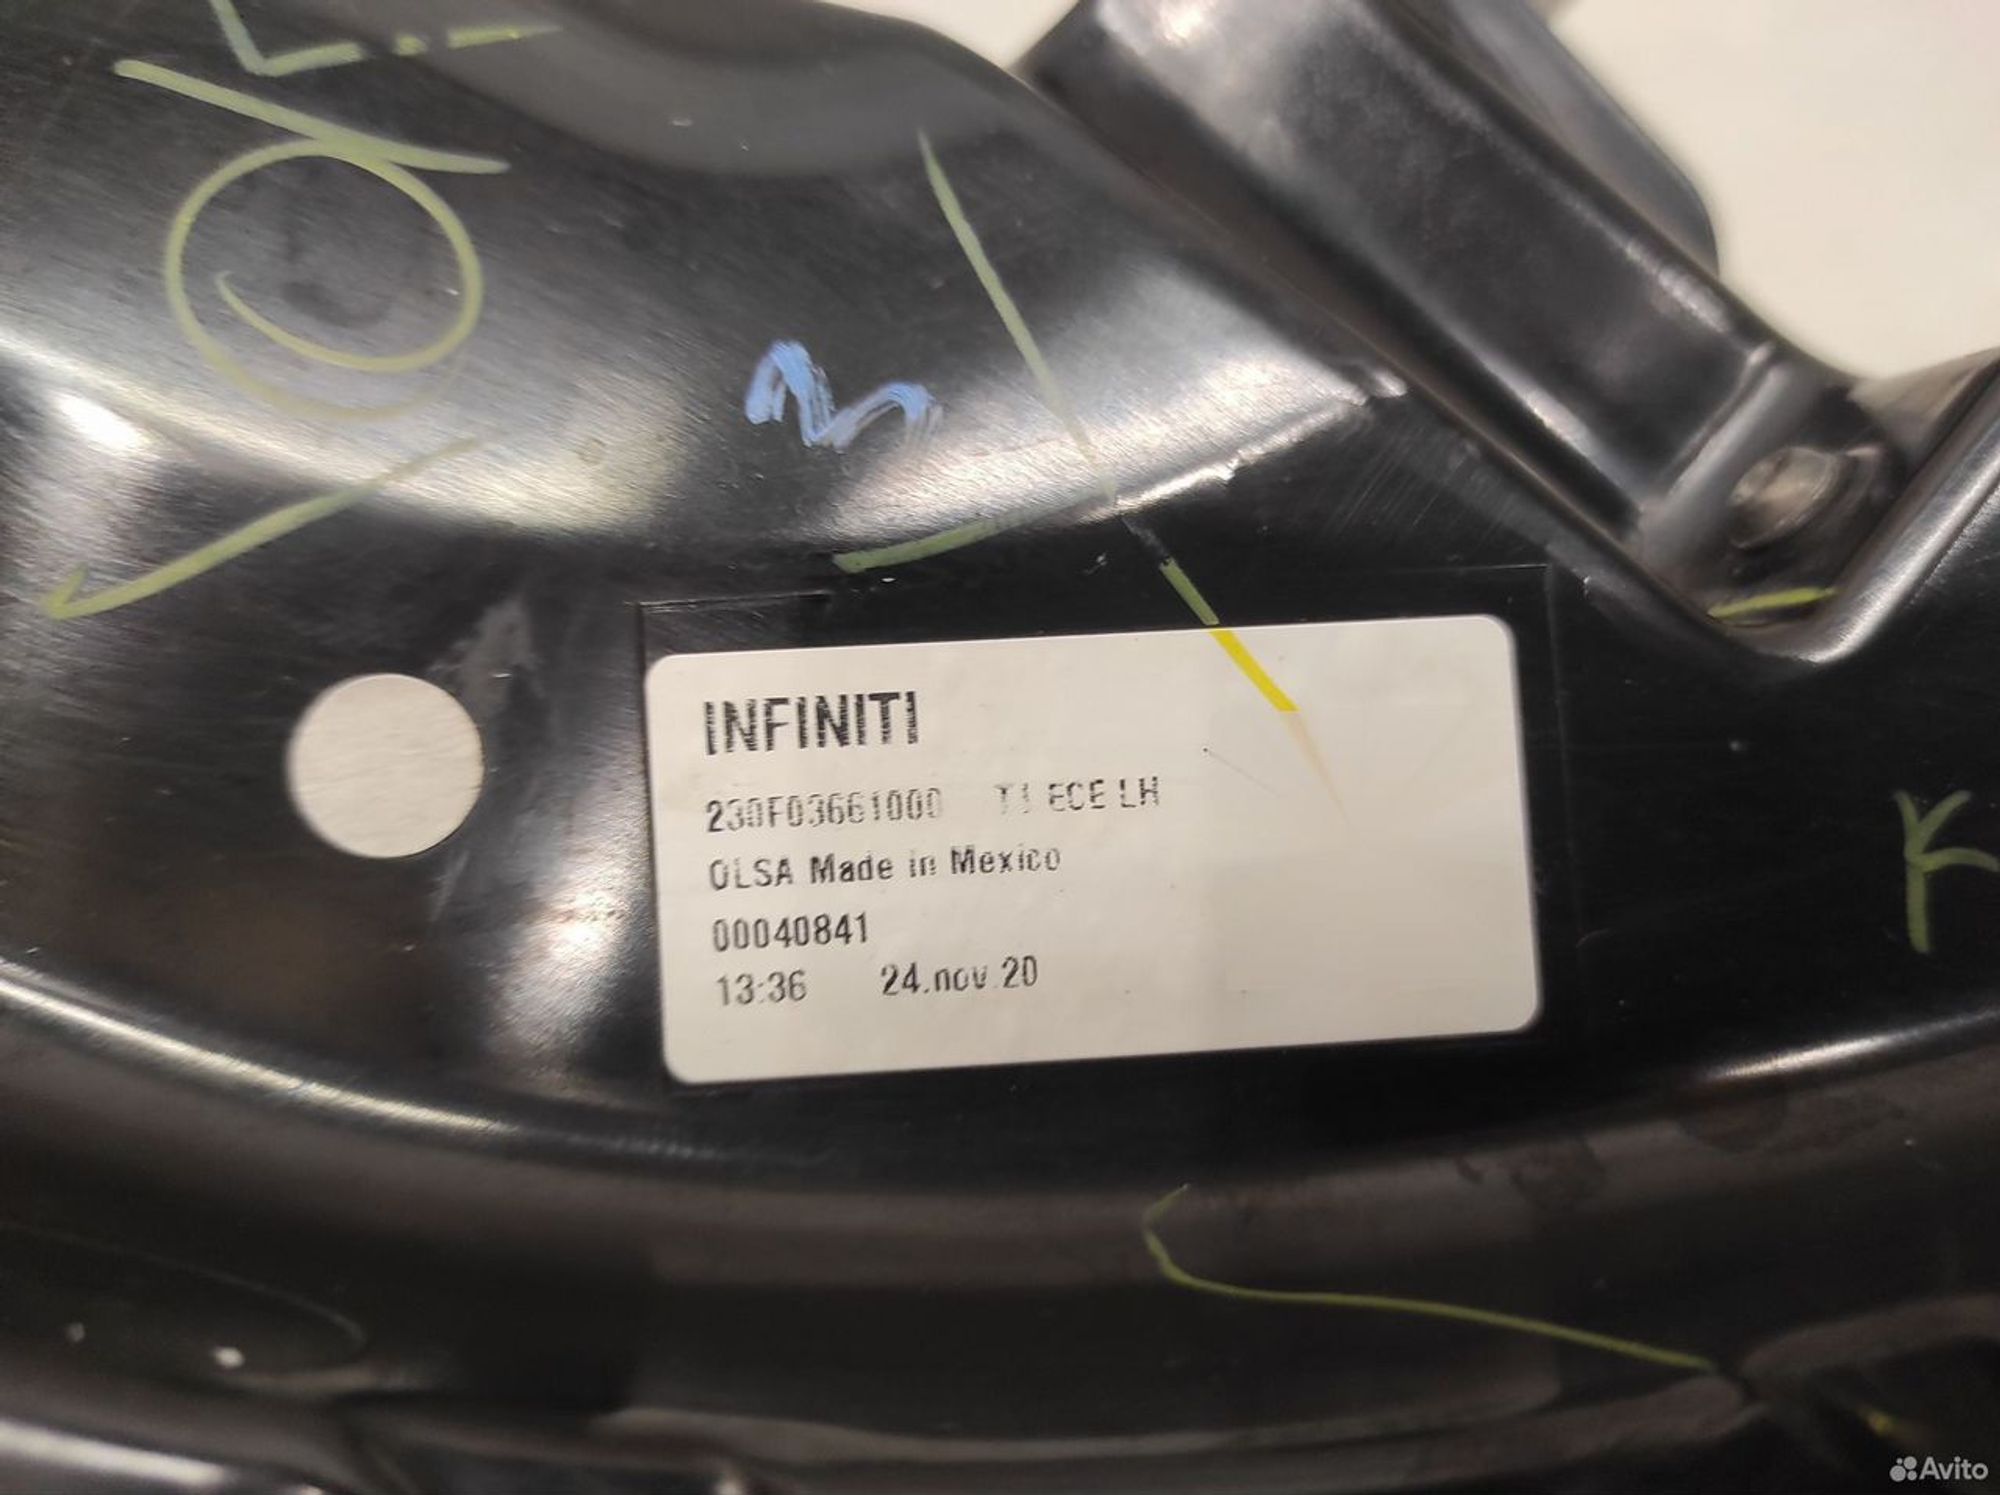 INFINITI
230F03661000 T1 ECE LH
OLSA Made in Mexico
00040841
13:36 24.nov.20
K
Avito